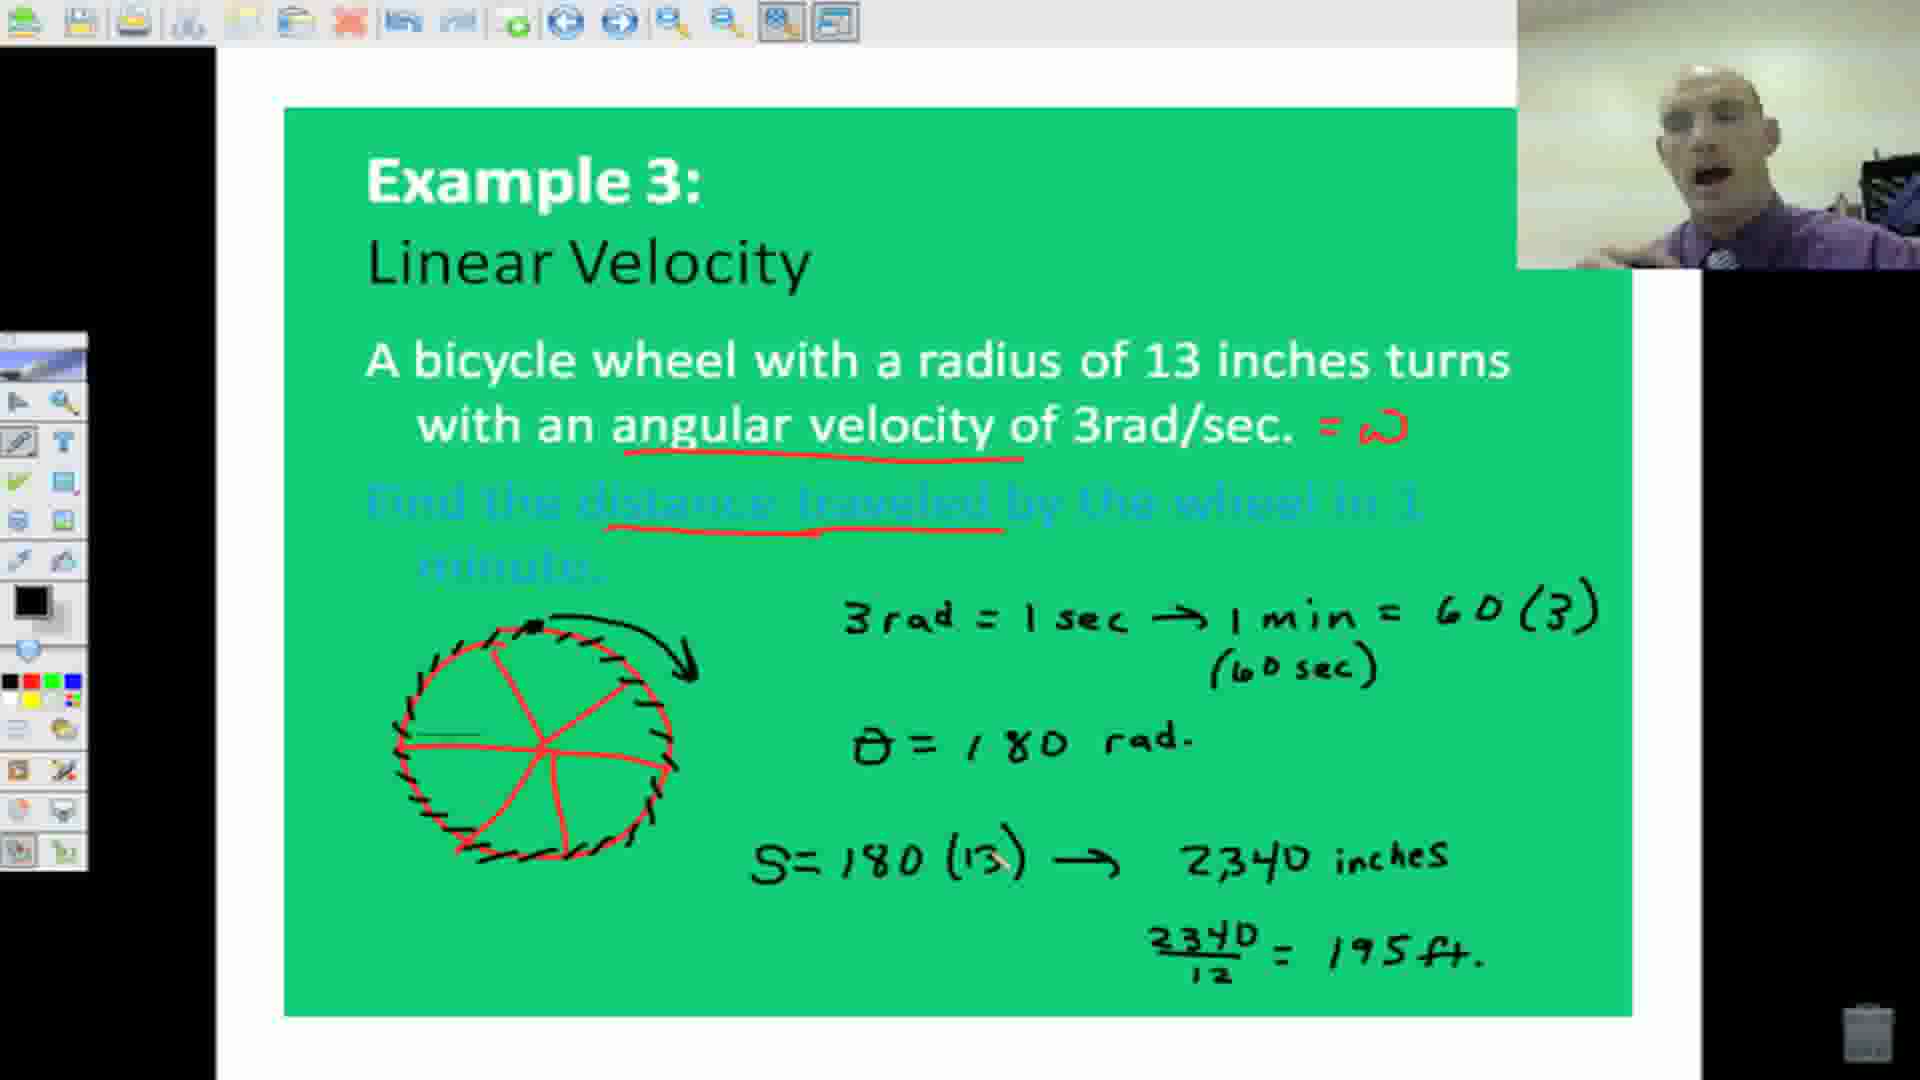 Example 3:
Linear Velocity
A bicycle wheel with a radius of 13 inches turns
with an angular velocity of 3rad/sec. = ω
Find the distance traveled by the wheel in 1
minute.
3 rad = 1 sec → 1 min = 60 (3)
(60 sec)
θ = 180 rad.
S = 180 (13) → 2,340 inches
2340/12 = 195 ft.